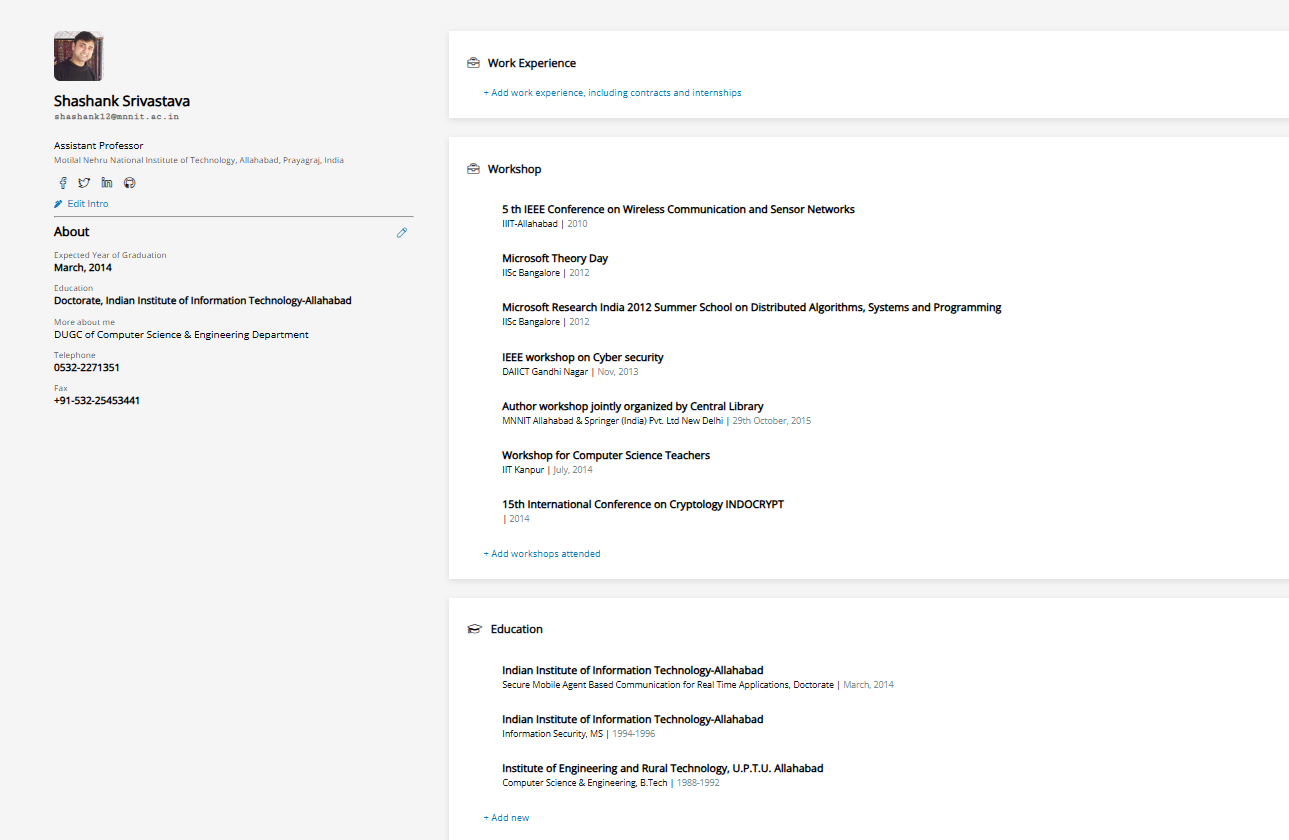 Shashank Srivastava
shashank12@mnnit.ac.in
Assistant Professor
Motilal Nehru National Institute of Technology, Allahabad, Prayagraj, India
Edit Intro
About
Expected Year of Graduation
March, 2014
Education
Doctorate, Indian Institute of Information Technology-Allahabad
More about me
DUGC of Computer Science & Engineering Department
Telephone
0532-2271351
Fax
+91-532-25453441
Work Experience
+ Add work experience, including contracts and internships
Workshop
5 th IEEE Conference on Wireless Communication and Sensor Networks
IIIT-Allahabad | 2010
Microsoft Theory Day
IISc Bangalore | 2012
Microsoft Research India 2012 Summer School on Distributed Algorithms, Systems and Programming
IISc Bangalore | 2012
IEEE workshop on Cyber security
DAIICT Gandhi Nagar | Nov, 2013
Author workshop jointly organized by Central Library
MNNIT Allahabad & Springer (India) Pvt. Ltd New Delhi | 29th October, 2015
Workshop for Computer Science Teachers
IIT Kanpur | July, 2014
15th International Conference on Cryptology INDOCRYPT
| 2014
+ Add workshops attended
Education
Indian Institute of Information Technology-Allahabad
Secure Mobile Agent Based Communication for Real Time Applications, Doctorate | March, 2014
Indian Institute of Information Technology-Allahabad
Information Security, MS | 1994-1996
Institute of Engineering and Rural Technology, U.P.T.U. Allahabad
Computer Science & Engineering, B.Tech | 1988-1992
+ Add new